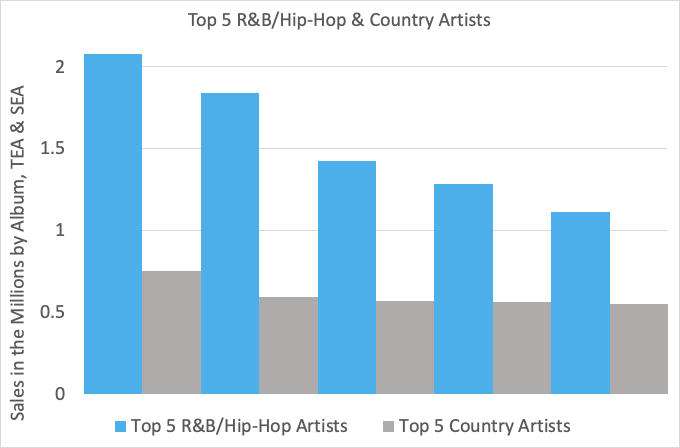 Top 5 R&B/Hip-Hop & Country Artists
Sales in the Millions by Album, TEA & SEA
2
1.5
1
0.5
0
Top 5 R&B/Hip-Hop Artists
Top 5 Country Artists